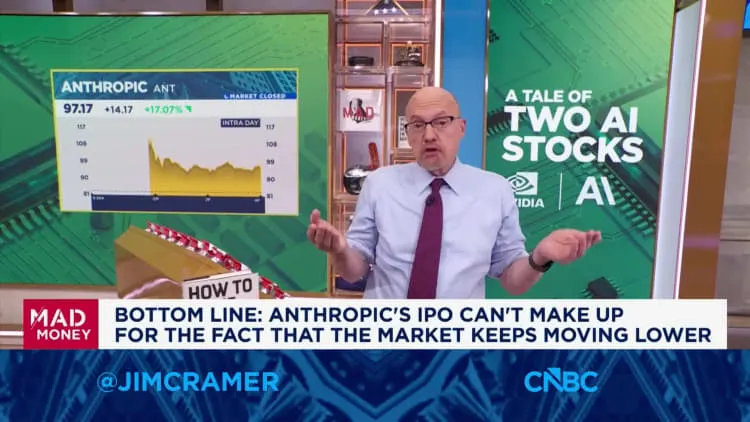 ANTHROPIC ANT
MARKET CLOSED
97.17 +14.17 +17.07%
INTRA DAY
117 117
108 108
99 99
90 90
81 81
MAD
A TALE OF
TWO AI
STOCKS
VIDIA
A\
HOW TO
MAD
MONEY
BOTTOM LINE: ANTHROPIC'S IPO CAN'T MAKE UP
FOR THE FACT THAT THE MARKET KEEPS MOVING LOWER
@JIMCRAMER
CNBC